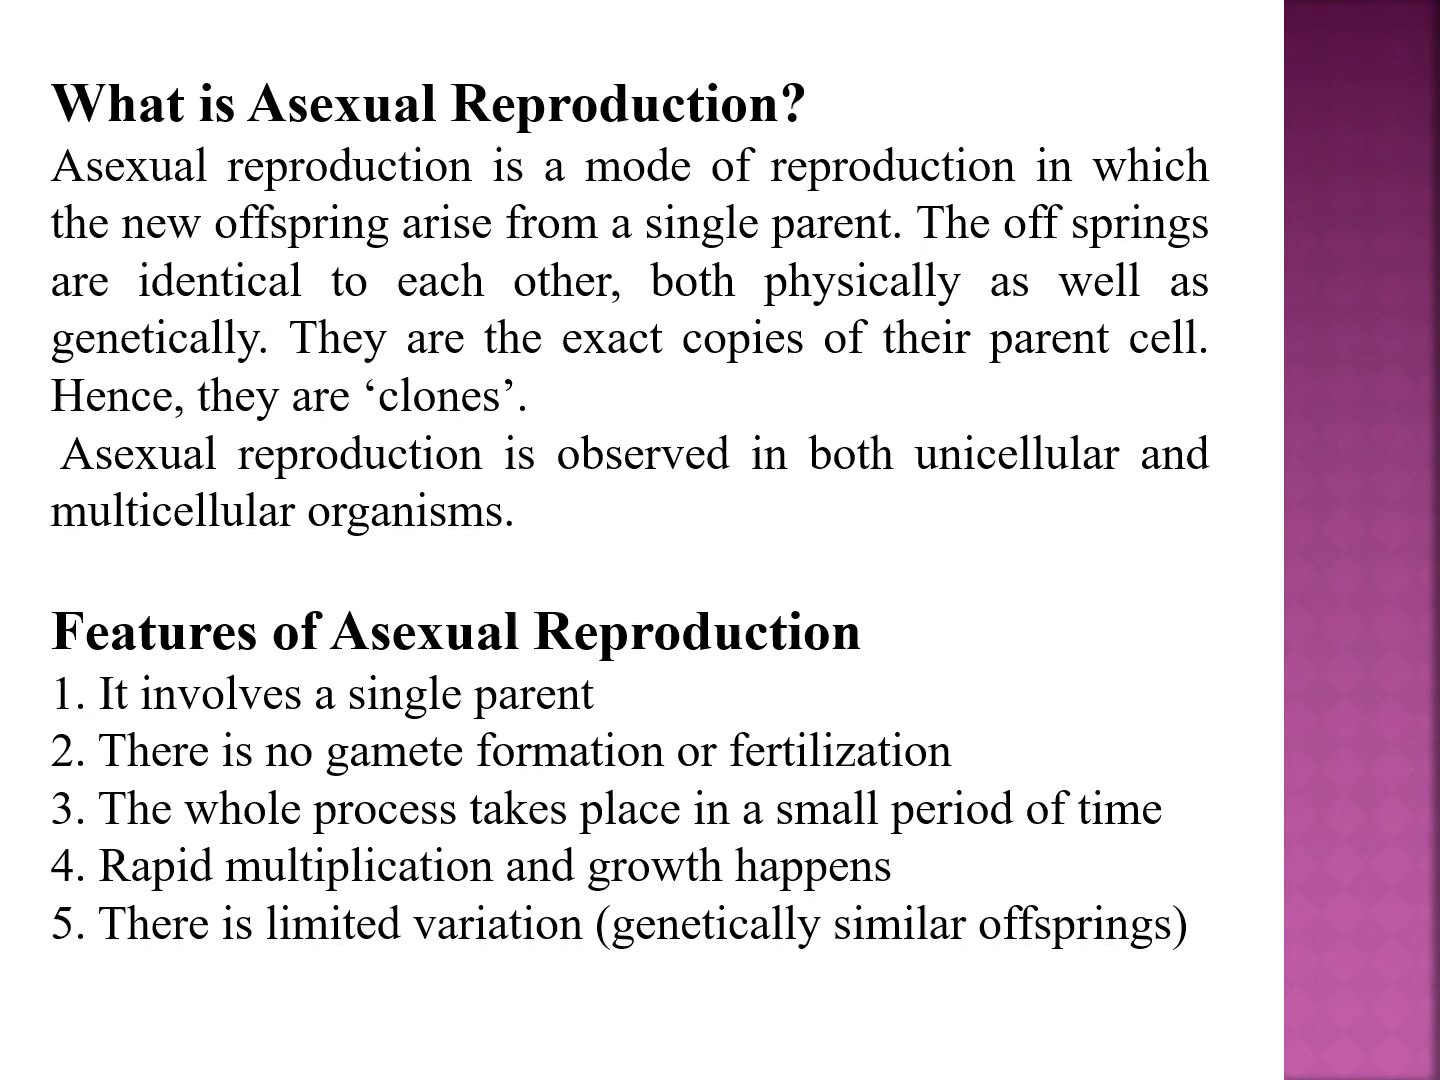 What is Asexual Reproduction?
Asexual reproduction is a mode of reproduction in which
the new offspring arise from a single parent. The off springs
are identical to each other, both physically as well as
genetically. They are the exact copies of their parent cell.
Hence, they are ‘clones’.
Asexual reproduction is observed in both unicellular and
multicellular organisms.
Features of Asexual Reproduction
1. It involves a single parent
2. There is no gamete formation or fertilization
3. The whole process takes place in a small period of time
4. Rapid multiplication and growth happens
5. There is limited variation (genetically similar offsprings)